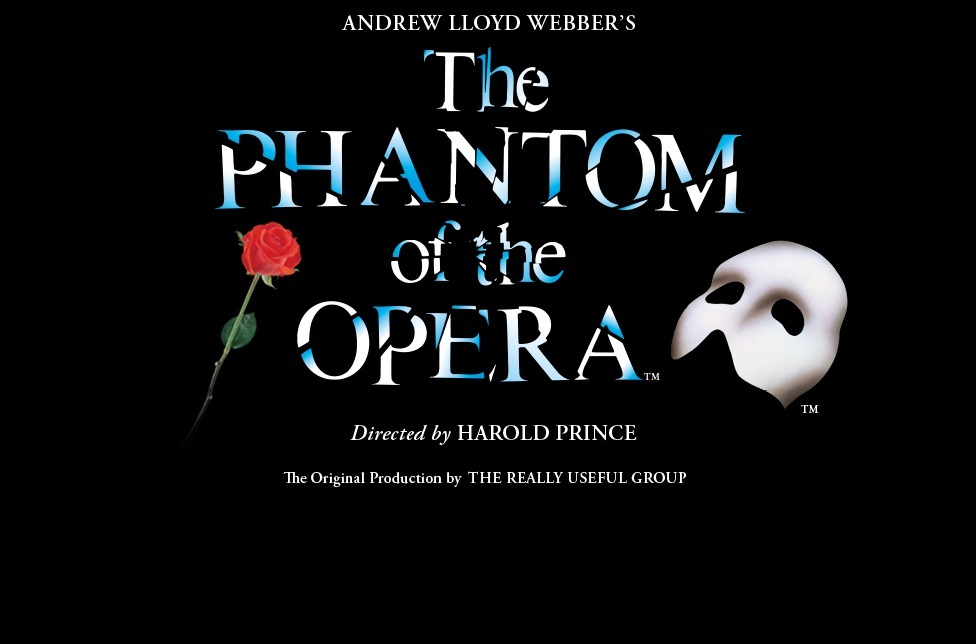 ANDREW LLOYD WEBBER'S
The
PHANTOM
of the
OPERA™
™
Directed by HAROLD PRINCE
The Original Production by THE REALLY USEFUL GROUP